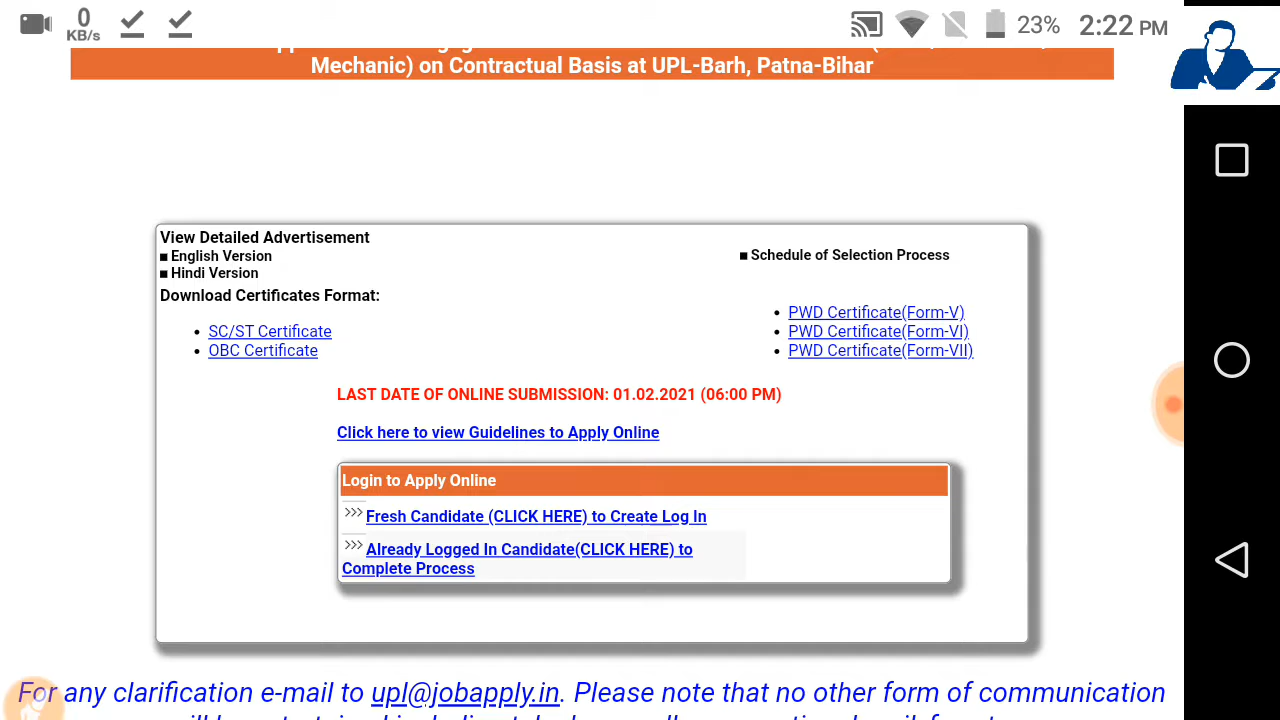 0
KB/s
23% 2:22 PM
Mechanic) on Contractual Basis at UPL-Barh, Patna-Bihar
View Detailed Advertisement
English Version
Hindi Version
Schedule of Selection Process
Download Certificates Format:
SC/ST Certificate
OBC Certificate
PWD Certificate(Form-V)
PWD Certificate(Form-VI)
PWD Certificate(Form-VII)
LAST DATE OF ONLINE SUBMISSION: 01.02.2021 (06:00 PM)
Click here to view Guidelines to Apply Online
Login to Apply Online
>>> Fresh Candidate (CLICK HERE) to Create Log In
>>> Already Logged In Candidate(CLICK HERE) to
Complete Process
For any clarification e-mail to upl@jobapply.in. Please note that no other form of communication